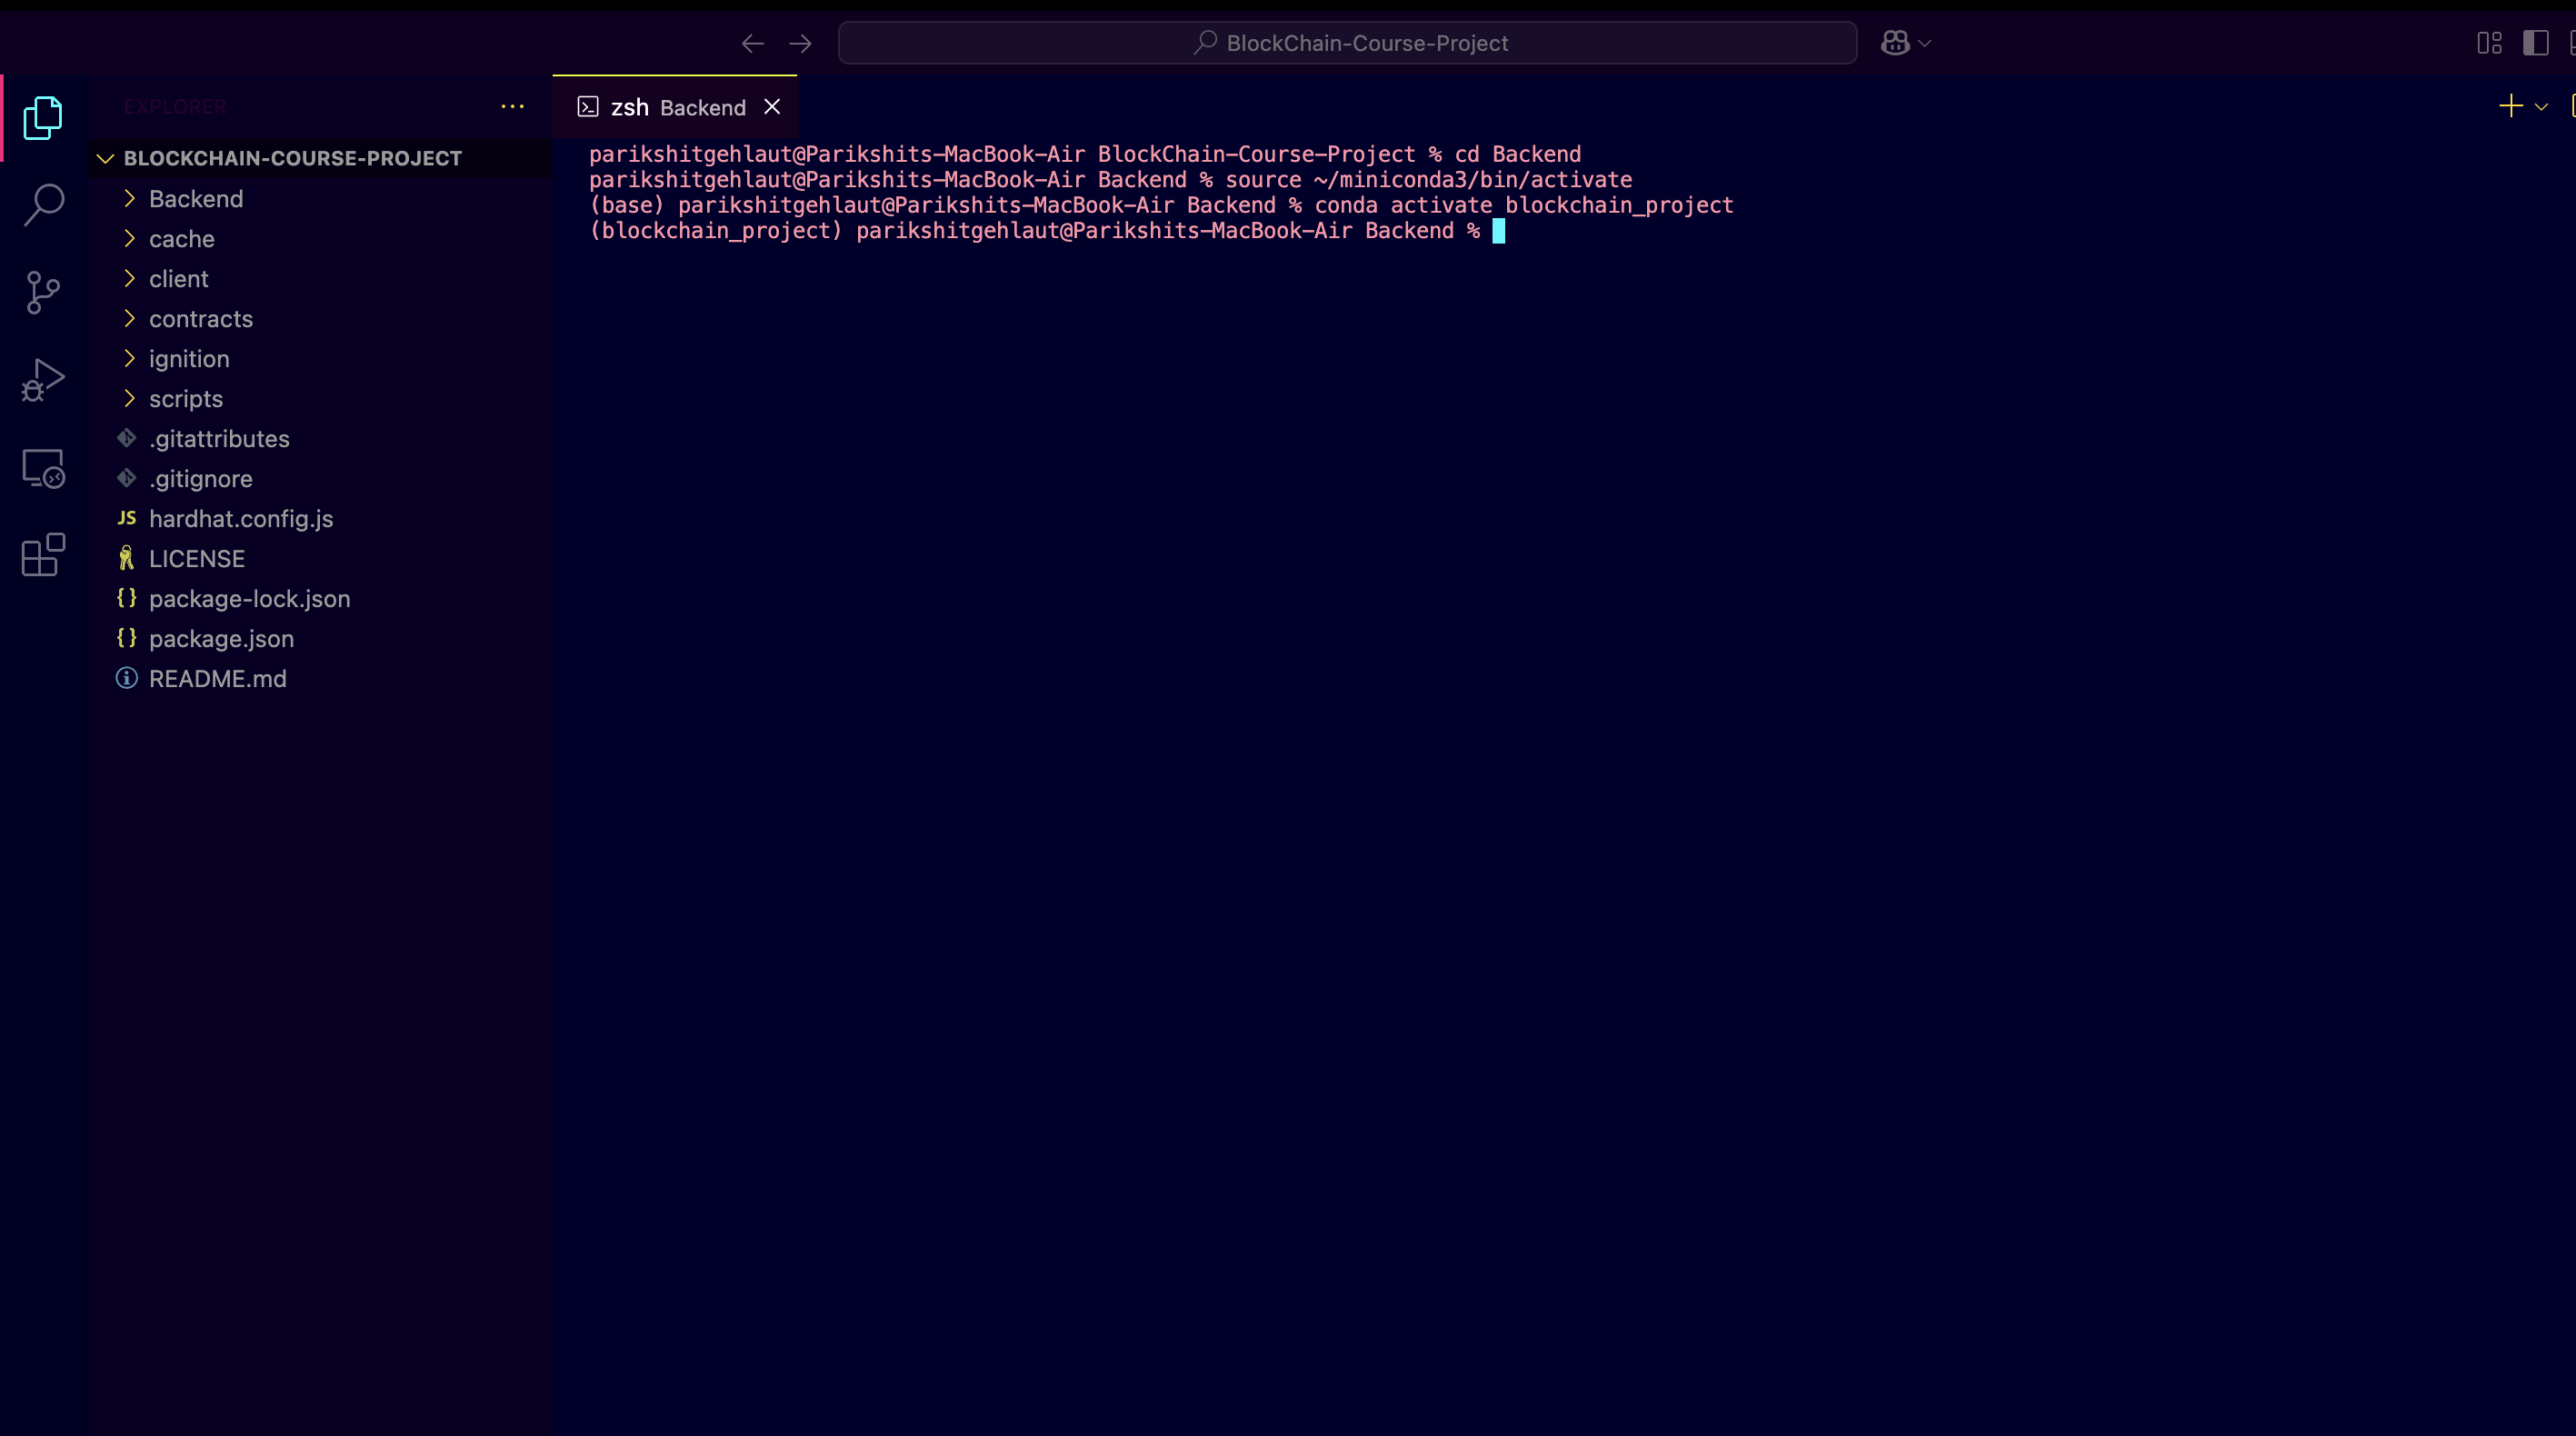 BlockChain-Course-Project
EXPLORER
zsh Backend
BLOCKCHAIN-COURSE-PROJECT
Backend
cache
client
contracts
ignition
scripts
.gitattributes
.gitignore
JS hardhat.config.js
LICENSE
{} package-lock.json
{} package.json
README.md
parikshitgehlaut@Parikshits-MacBook-Air BlockChain-Course-Project % cd Backend
parikshitgehlaut@Parikshits-MacBook-Air Backend % source ~/miniconda3/bin/activate
(base) parikshitgehlaut@Parikshits-MacBook-Air Backend % conda activate blockchain_project
(blockchain_project) parikshitgehlaut@Parikshits-MacBook-Air Backend %